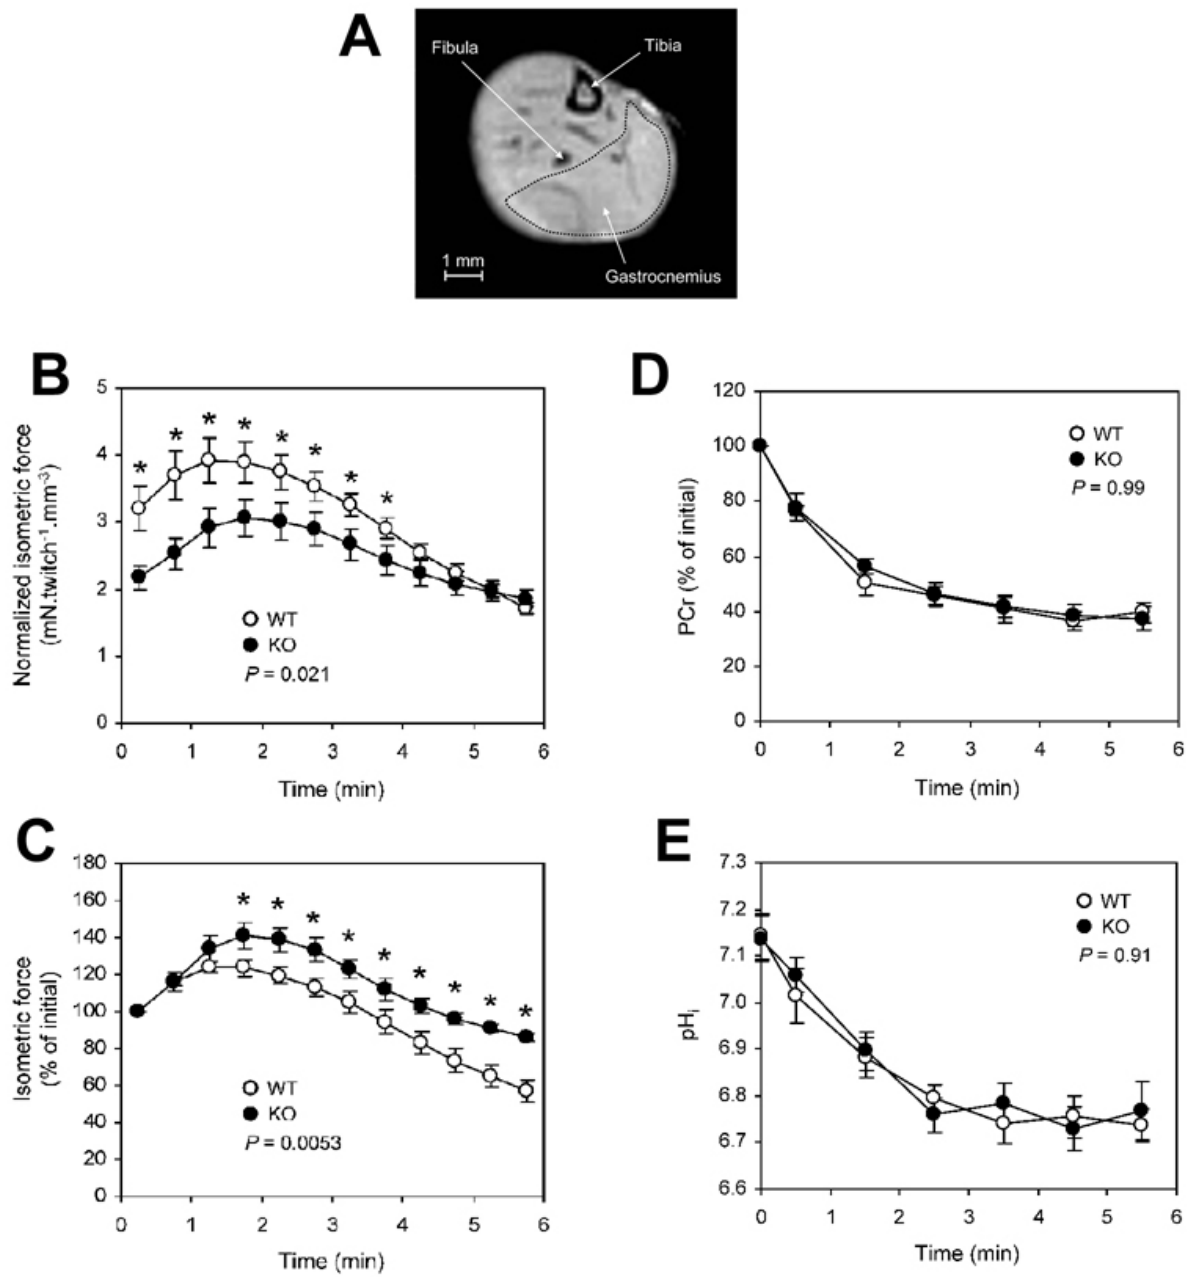 A
Fibula
Tibia
1 mm
Gastrocnemius
B
Normalized isometric force
(mN.twitch⁻¹.mm⁻³)
5
4
3
2
1
0
* * * * * * * *
WT
KO
P = 0.021
0 1 2 3 4 5 6
Time (min)
D
PCr (% of initial)
120
100
80
60
40
20
0
WT
KO
P = 0.99
0 1 2 3 4 5 6
Time (min)
C
Isometric force
(% of initial)
180
160
140
120
100
80
60
40
20
0
* * * * * * * * *
WT
KO
P = 0.0053
0 1 2 3 4 5 6
Time (min)
E
pHi
7.3
7.2
7.1
7.0
6.9
6.8
6.7
6.6
WT
KO
P = 0.91
0 1 2 3 4 5 6
Time (min)